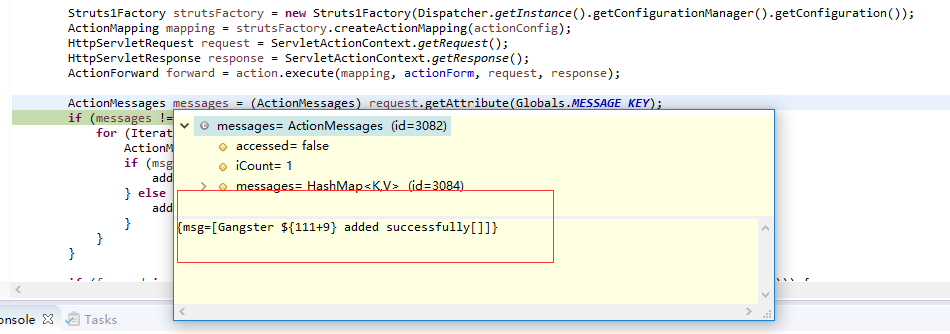 Struts1Factory strutsFactory = new Struts1Factory(Dispatcher.getInstance().getConfigurationManager().getConfiguration());
ActionMapping mapping = strutsFactory.createActionMapping(actionConfig);
HttpServletRequest request = ServletActionContext.getRequest();
HttpServletResponse response = ServletActionContext.getResponse();
ActionForward forward = action.execute(mapping, actionForm, request, response);
ActionMessages messages = (ActionMessages) request.getAttribute(Globals.MESSAGE_KEY);
if (messages !=
for (Iterat
ActionM
if (msg
add
} else
add
}
}
}
messages= ActionMessages (id=3082)
accessed= false
iCount= 1
messages= HashMap<K,V> (id=3084)
{msg=[Gangster ${111+9} added successfully[]]}
onsole
Tasks